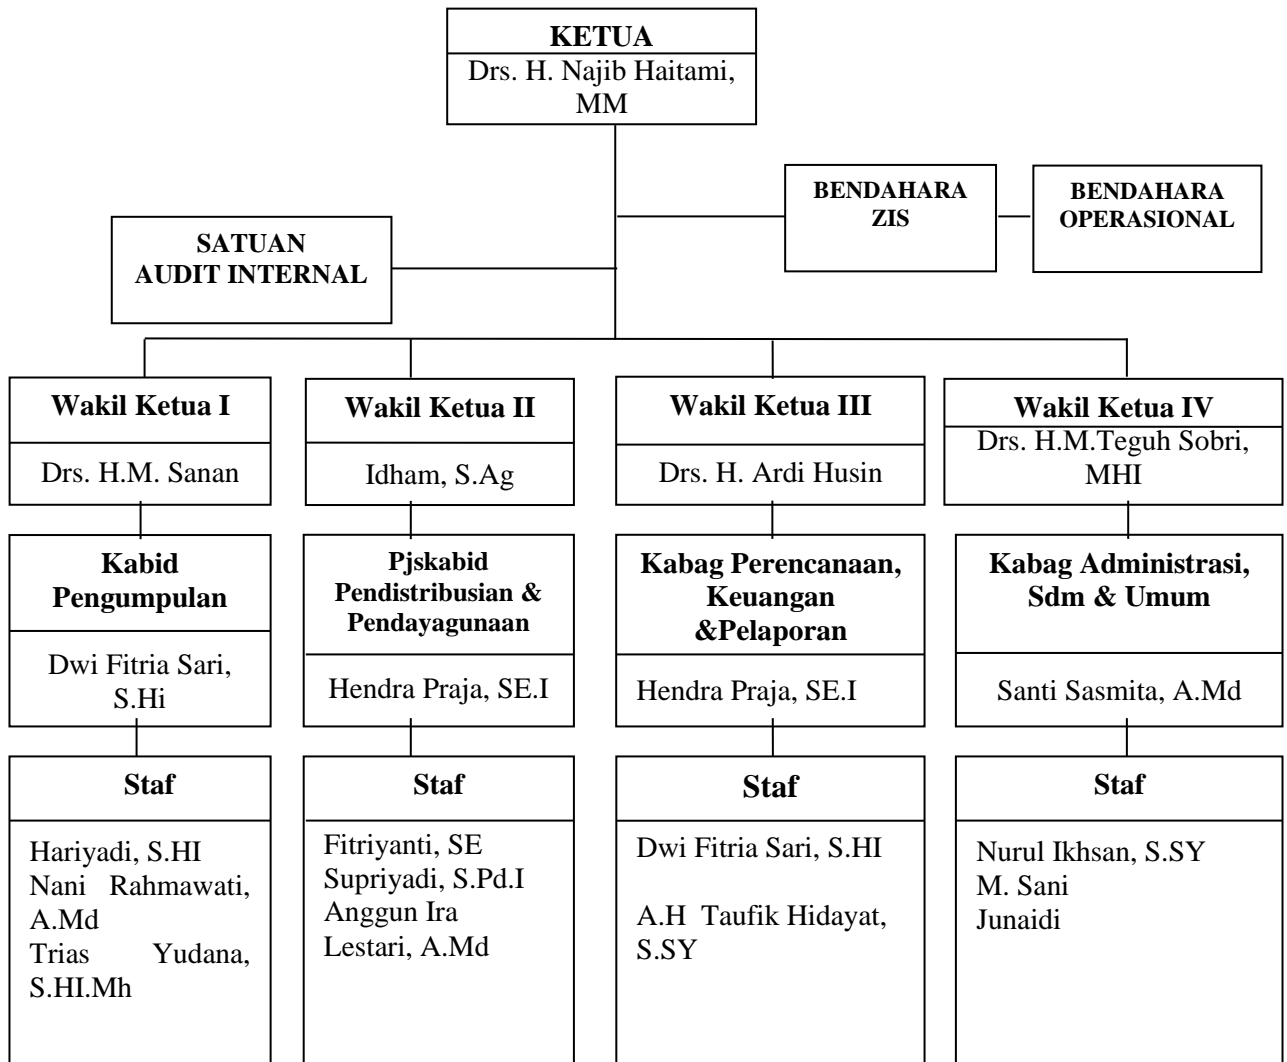 KETUA
Drs. H. Najib Haitami,
MM
BENDAHARA
ZIS
BENDAHARA
OPERASIONAL
SATUAN
AUDIT INTERNAL
Wakil Ketua I
Drs. H.M. Sanan
Wakil Ketua II
Idham, S.Ag
Wakil Ketua III
Drs. H. Ardi Husin
Wakil Ketua IV
Drs. H.M.Teguh Sobri,
MHI
Kabid
Pengumpulan
Dwi Fitria Sari,
S.Hi
Pjskabid
Pendistribusian &
Pendayagunaan
Hendra Praja, SE.I
Kabag Perencanaan,
Keuangan
&Pelaporan
Hendra Praja, SE.I
Kabag Administrasi,
Sdm & Umum
Santi Sasmita, A.Md
Staf
Hariyadi, S.HI
Nani Rahmawati,
A.Md
Trias Yudana,
S.HI.Mh
Staf
Fitriyanti, SE
Supriyadi, S.Pd.I
Anggun Ira
Lestari, A.Md
Staf
Dwi Fitria Sari, S.HI
A.H Taufik Hidayat,
S.SY
Staf
Nurul Ikhsan, S.SY
M. Sani
Junaidi